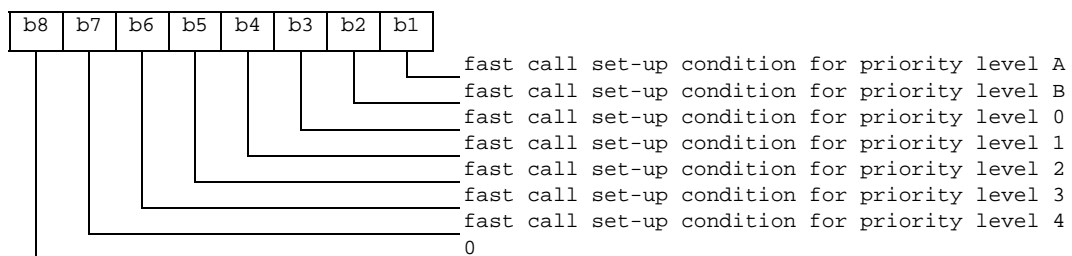 b8 b7 b6 b5 b4 b3 b2 b1
fast call set-up condition for priority level A
fast call set-up condition for priority level B
fast call set-up condition for priority level 0
fast call set-up condition for priority level 1
fast call set-up condition for priority level 2
fast call set-up condition for priority level 3
fast call set-up condition for priority level 4
0